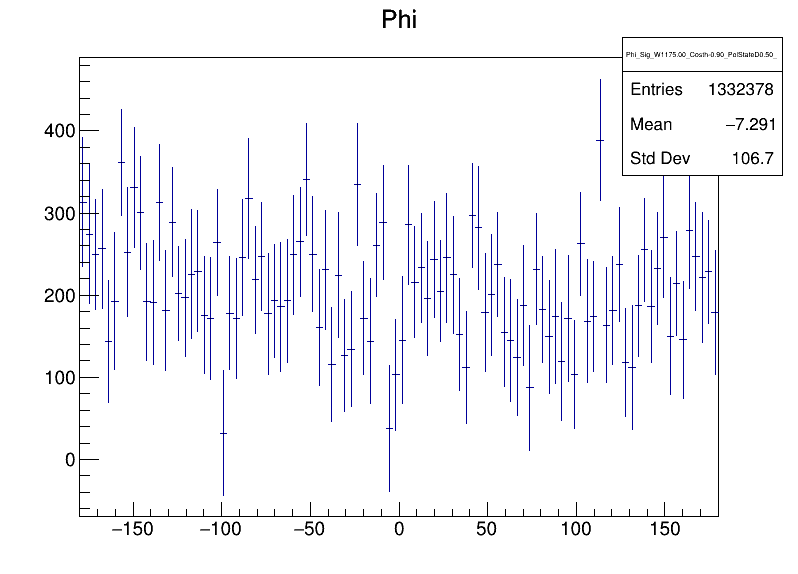 Phi
Phi_Sig_W1175.00_Costh-0.90_PolStateD0.50_
Entries 1332378
Mean −7.291
Std Dev 106.7
400
300
200
100
0
−150 −100 −50 0 50 100 150